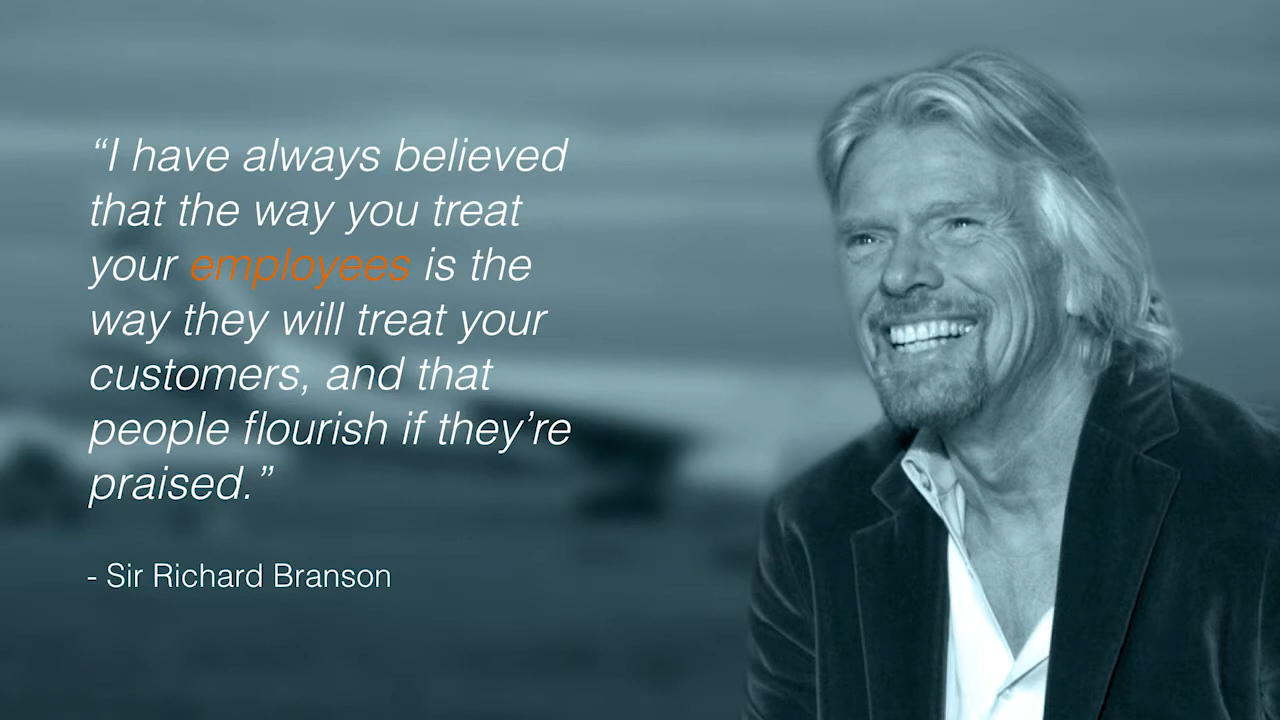 “I have always believed
that the way you treat
your employees is the
way they will treat your
customers, and that
people flourish if they’re
praised.”
- Sir Richard Branson